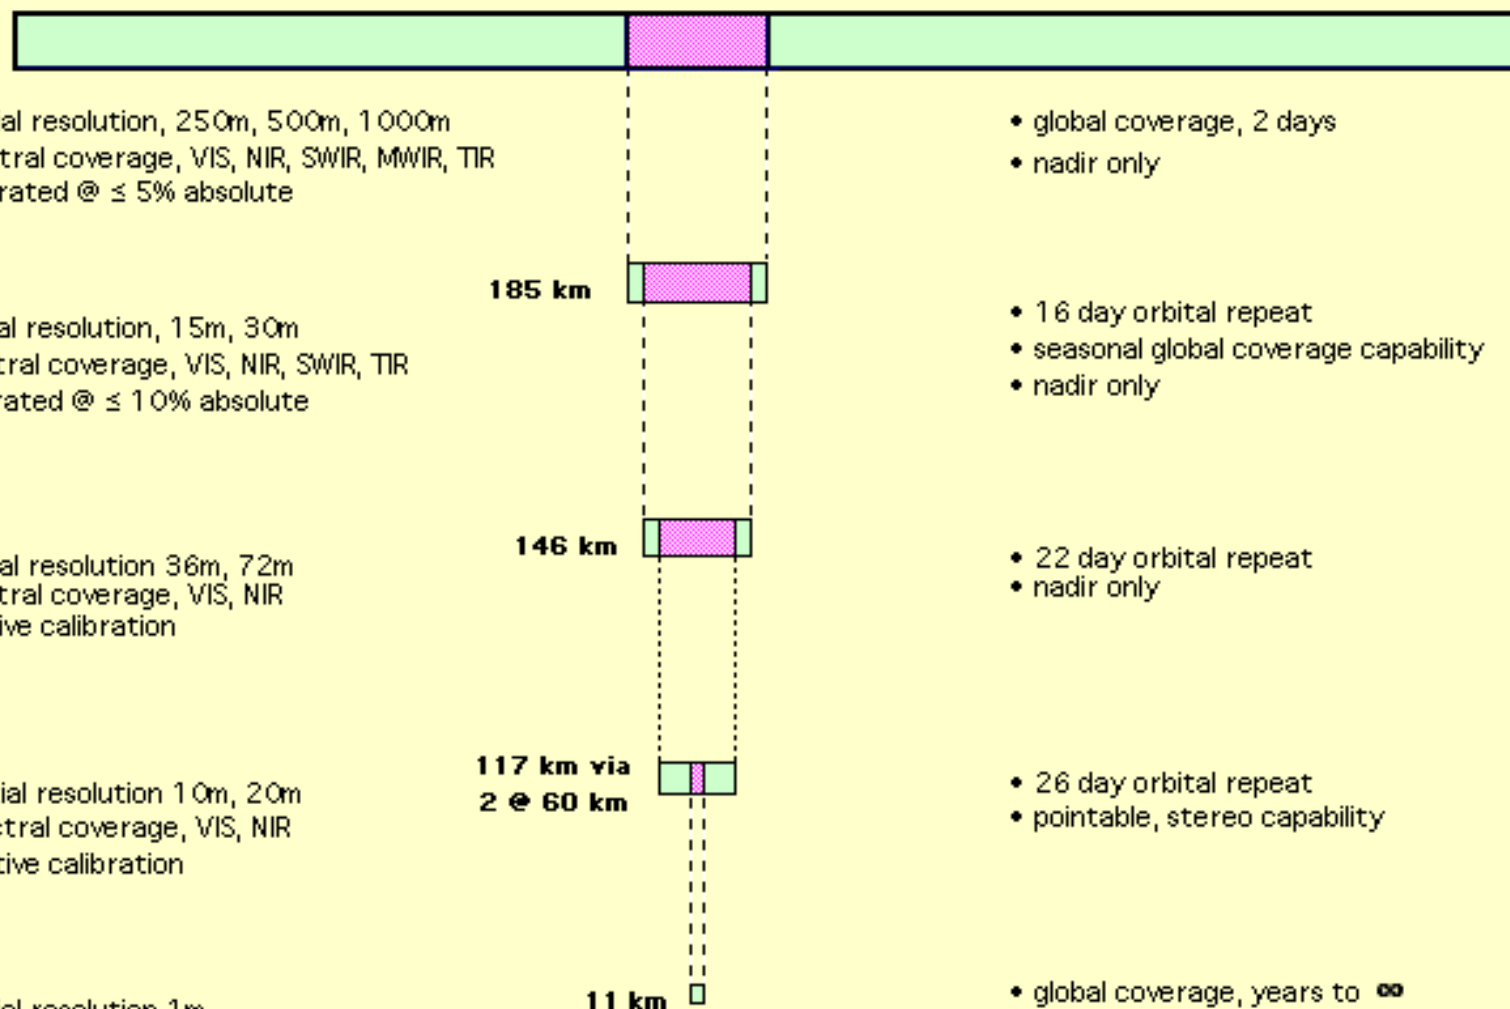 ial resolution, 250m, 500m, 1000m
tral coverage, VIS, NIR, SWIR, MWIR, TIR
rated @ ≤ 5% absolute
• global coverage, 2 days
• nadir only
185 km
al resolution, 15m, 30m
tral coverage, VIS, NIR, SWIR, TIR
rated @ ≤ 10% absolute
• 16 day orbital repeat
• seasonal global coverage capability
• nadir only
146 km
al resolution 36m, 72m
tral coverage, VIS, NIR
ive calibration
• 22 day orbital repeat
• nadir only
117 km via
2 @ 60 km
ial resolution 10m, 20m
ctral coverage, VIS, NIR
tive calibration
• 26 day orbital repeat
• pointable, stereo capability
11 km
ial resolution 1m
• global coverage, years to ∞